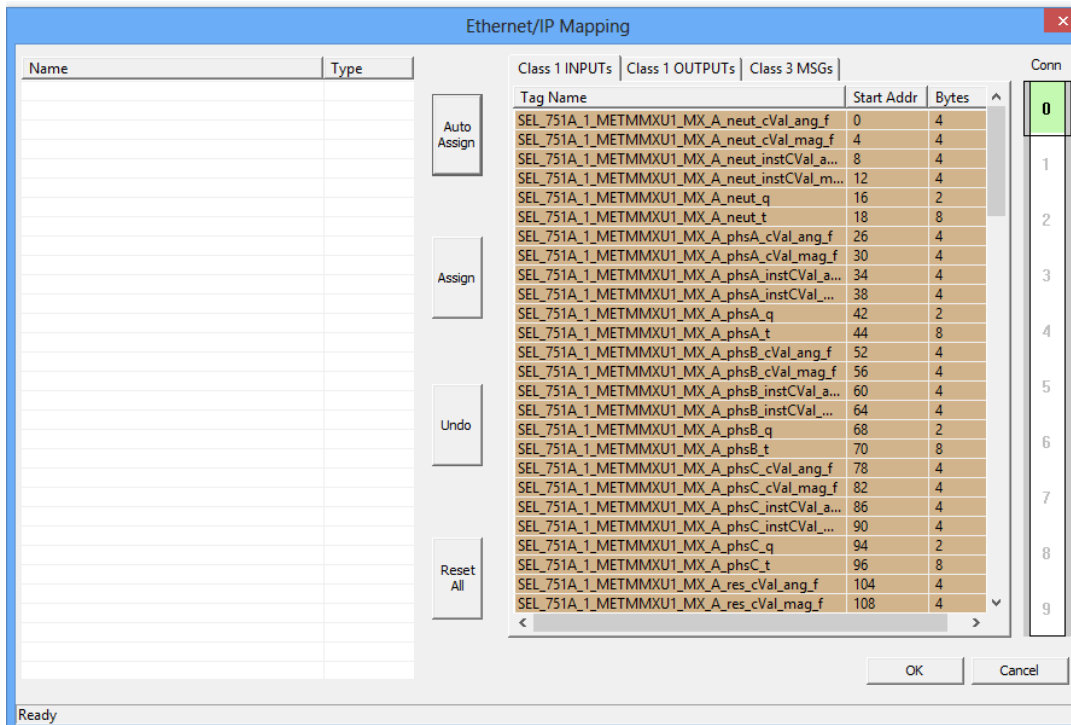 Ethernet/IP Mapping
Name Type
Auto Assign
Assign
Undo
Reset All
Class 1 INPUTs Class 1 OUTPUTs Class 3 MSGs
Tag Name Start Addr Bytes
SEL_751A_1_METMMXU1_MX_A_neut_cVal_ang_f 0 4
SEL_751A_1_METMMXU1_MX_A_neut_cVal_mag_f 4 4
SEL_751A_1_METMMXU1_MX_A_neut_instCVal_a... 8 4
SEL_751A_1_METMMXU1_MX_A_neut_instCVal_m... 12 4
SEL_751A_1_METMMXU1_MX_A_neut_q 16 2
SEL_751A_1_METMMXU1_MX_A_neut_t 18 8
SEL_751A_1_METMMXU1_MX_A_phsA_cVal_ang_f 26 4
SEL_751A_1_METMMXU1_MX_A_phsA_cVal_mag_f 30 4
SEL_751A_1_METMMXU1_MX_A_phsA_instCVal_a... 34 4
SEL_751A_1_METMMXU1_MX_A_phsA_instCVal_... 38 4
SEL_751A_1_METMMXU1_MX_A_phsA_q 42 2
SEL_751A_1_METMMXU1_MX_A_phsA_t 44 8
SEL_751A_1_METMMXU1_MX_A_phsB_cVal_ang_f 52 4
SEL_751A_1_METMMXU1_MX_A_phsB_cVal_mag_f 56 4
SEL_751A_1_METMMXU1_MX_A_phsB_instCVal_a... 60 4
SEL_751A_1_METMMXU1_MX_A_phsB_instCVal_... 64 4
SEL_751A_1_METMMXU1_MX_A_phsB_q 68 2
SEL_751A_1_METMMXU1_MX_A_phsB_t 70 8
SEL_751A_1_METMMXU1_MX_A_phsC_cVal_ang_f 78 4
SEL_751A_1_METMMXU1_MX_A_phsC_cVal_mag_f 82 4
SEL_751A_1_METMMXU1_MX_A_phsC_instCVal_a... 86 4
SEL_751A_1_METMMXU1_MX_A_phsC_instCVal_... 90 4
SEL_751A_1_METMMXU1_MX_A_phsC_q 94 2
SEL_751A_1_METMMXU1_MX_A_phsC_t 96 8
SEL_751A_1_METMMXU1_MX_A_res_cVal_ang_f 104 4
SEL_751A_1_METMMXU1_MX_A_res_cVal_mag_f 108 4
Conn
0
1
2
3
4
5
6
7
8
9
OK Cancel
Ready